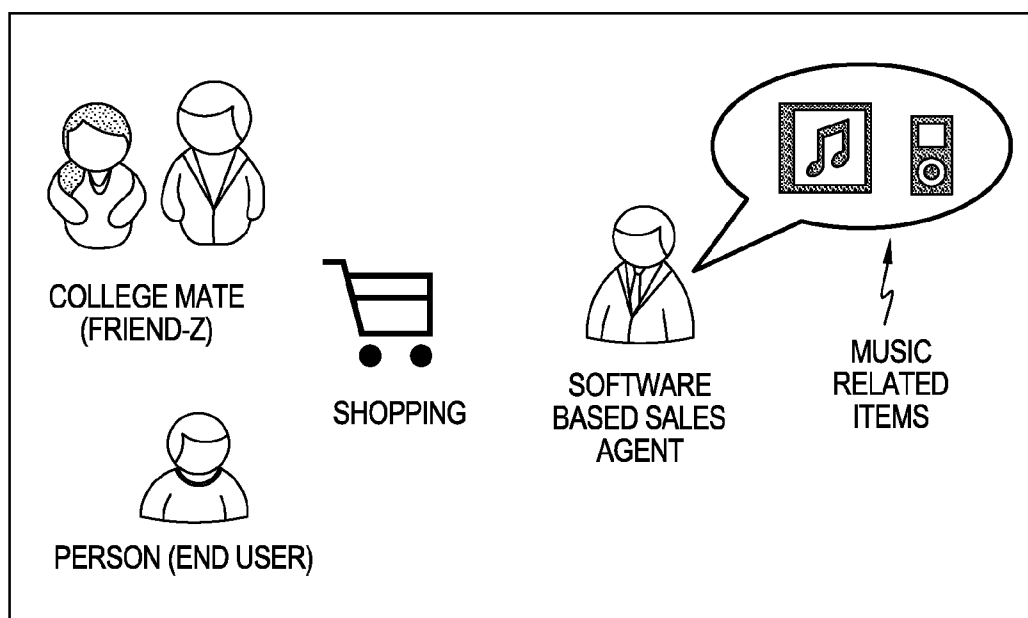 COLLEGE MATE
(FRIEND-Z)
SHOPPING
SOFTWARE
BASED SALES
AGENT
MUSIC
RELATED
ITEMS
PERSON (END USER)